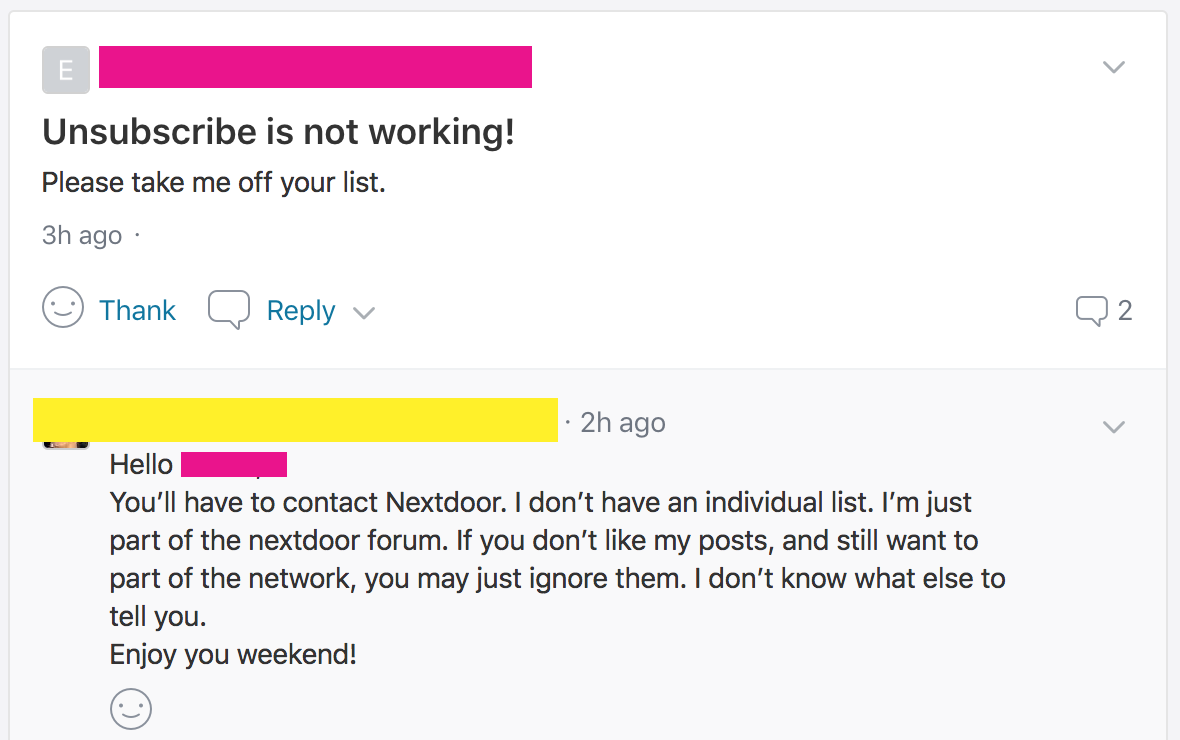 E
Unsubscribe is not working!
Please take me off your list.
3h ago ·
Thank Reply 2
· 2h ago
Hello
You’ll have to contact Nextdoor. I don’t have an individual list. I’m just
part of the nextdoor forum. If you don’t like my posts, and still want to
part of the network, you may just ignore them. I don’t know what else to
tell you.
Enjoy you weekend!